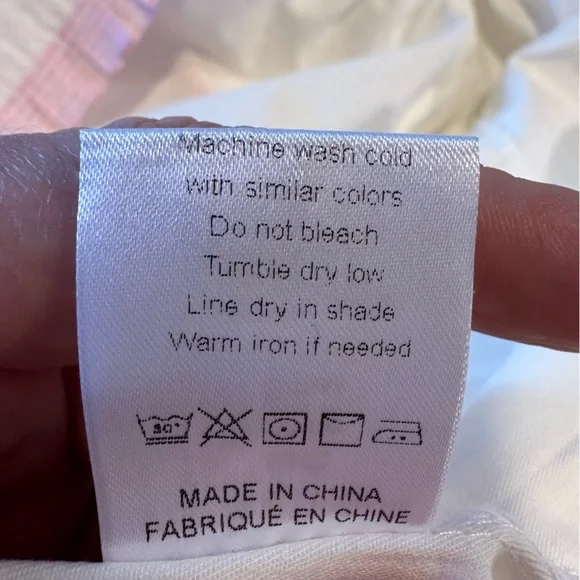 Machine wash cold
with similar colors
Do not bleach
Tumble dry low
Line dry in shade
Warm iron if needed
30°
MADE IN CHINA
FABRIQUÉ EN CHINE